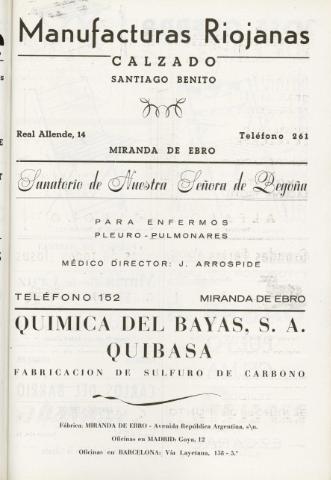 Manufacturas Riojanas
CALZADO
SANTIAGO BENITO
Real Allende, 14 Teléfono 261
MIRANDA DE EBRO
Sanatorio de Nuestra Señora de Begoña
PARA ENFERMOS
PLEURO-PULMONARES
MÉDICO DIRECTOR: J. ARROSPIDE
TELÉFONO 152 MIRANDA DE EBRO
QUIMICA DEL BAYAS, S. A.
QUIBASA
FABRICACION DE SULFURO DE CARBONO
Fábrica: MIRANDA DE EBRO - Avenida República Argentina, s/n.
Oficinas en MADRID: Goya, 12
Oficinas en BARCELONA: Vía Layetana, 158 - 5.º